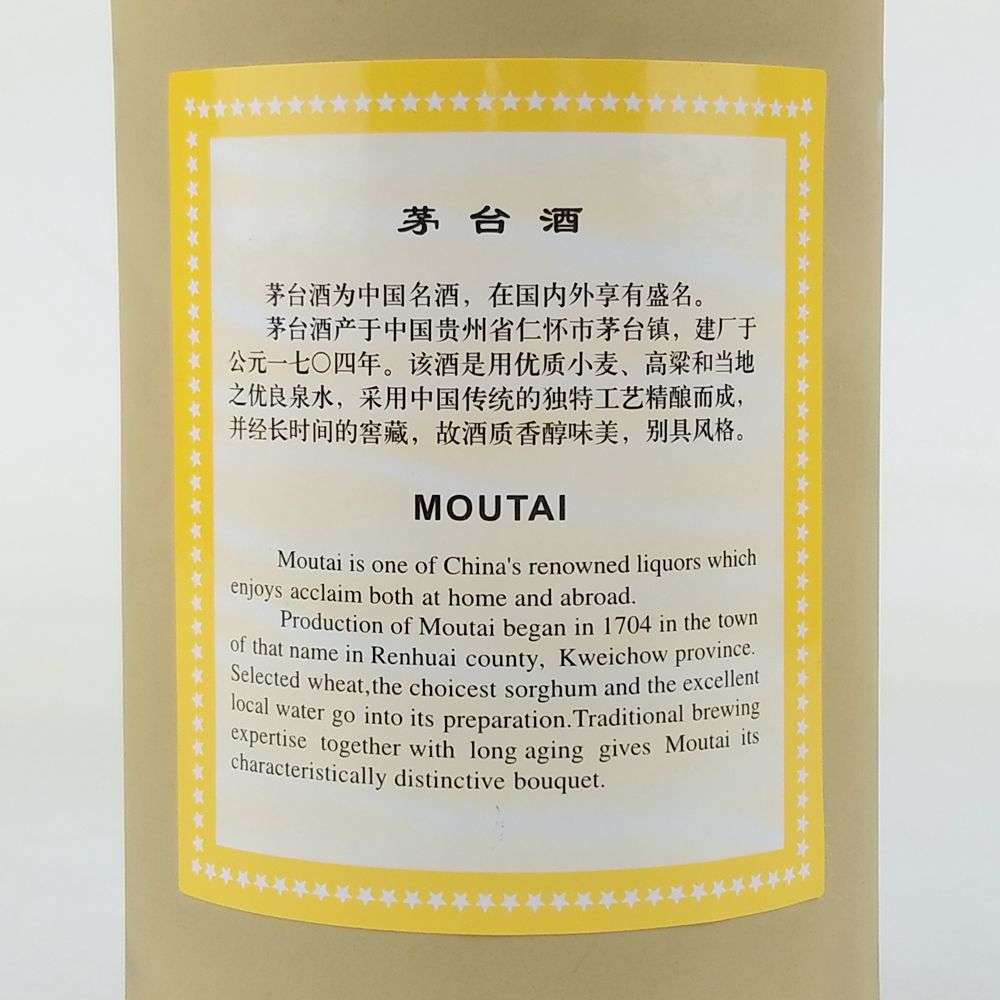 茅台酒
茅台酒为中国名酒，在国内外享有盛名。
茅台酒产于中国贵州省仁怀市茅台镇，建厂于
公元一七〇四年。该酒是用优质小麦、高粱和当地
之优良泉水，采用中国传统的独特工艺精酿而成，
并经长时间的窖藏，故酒质香醇味美，别具风格。
MOUTAI
Moutai is one of China's renowned liquors which
enjoys acclaim both at home and abroad.
Production of Moutai began in 1704 in the town
of that name in Renhuai county, Kweichow province.
Selected wheat,the choicest sorghum and the excellent
local water go into its preparation.Traditional brewing
expertise together with long aging gives Moutai its
characteristically distinctive bouquet.